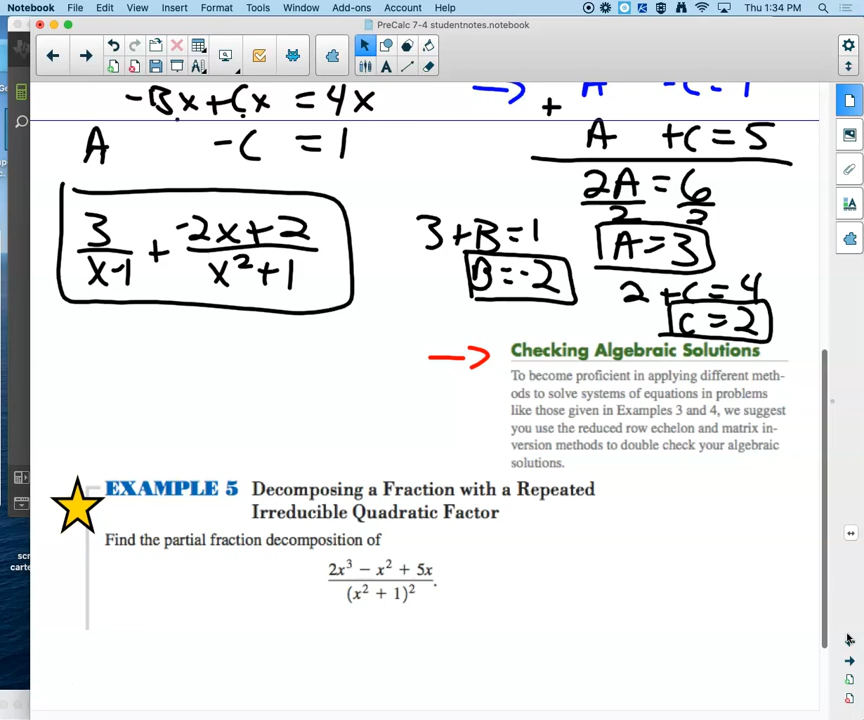 Notebook File Edit View Insert Format Tools Window Add-ons Account Help Thu 1:34 PM
PreCalc 7-4 studentnotes.notebook
-Bx+Cx = 4x
A -C = 1
+ A +C = 5
2A = 6
2 2
A = 3
3+B=1
B=-2
2 +C = 4
C = 2
3/(x-1) + (-2x+2)/(x²+1)
Checking Algebraic Solutions
To become proficient in applying different meth-
ods to solve systems of equations in problems
like those given in Examples 3 and 4, we suggest
you use the reduced row echelon and matrix in-
version methods to double check your algebraic
solutions.
EXAMPLE 5 Decomposing a Fraction with a Repeated
Irreducible Quadratic Factor
Find the partial fraction decomposition of
2x³ − x² + 5x
(x² + 1)².